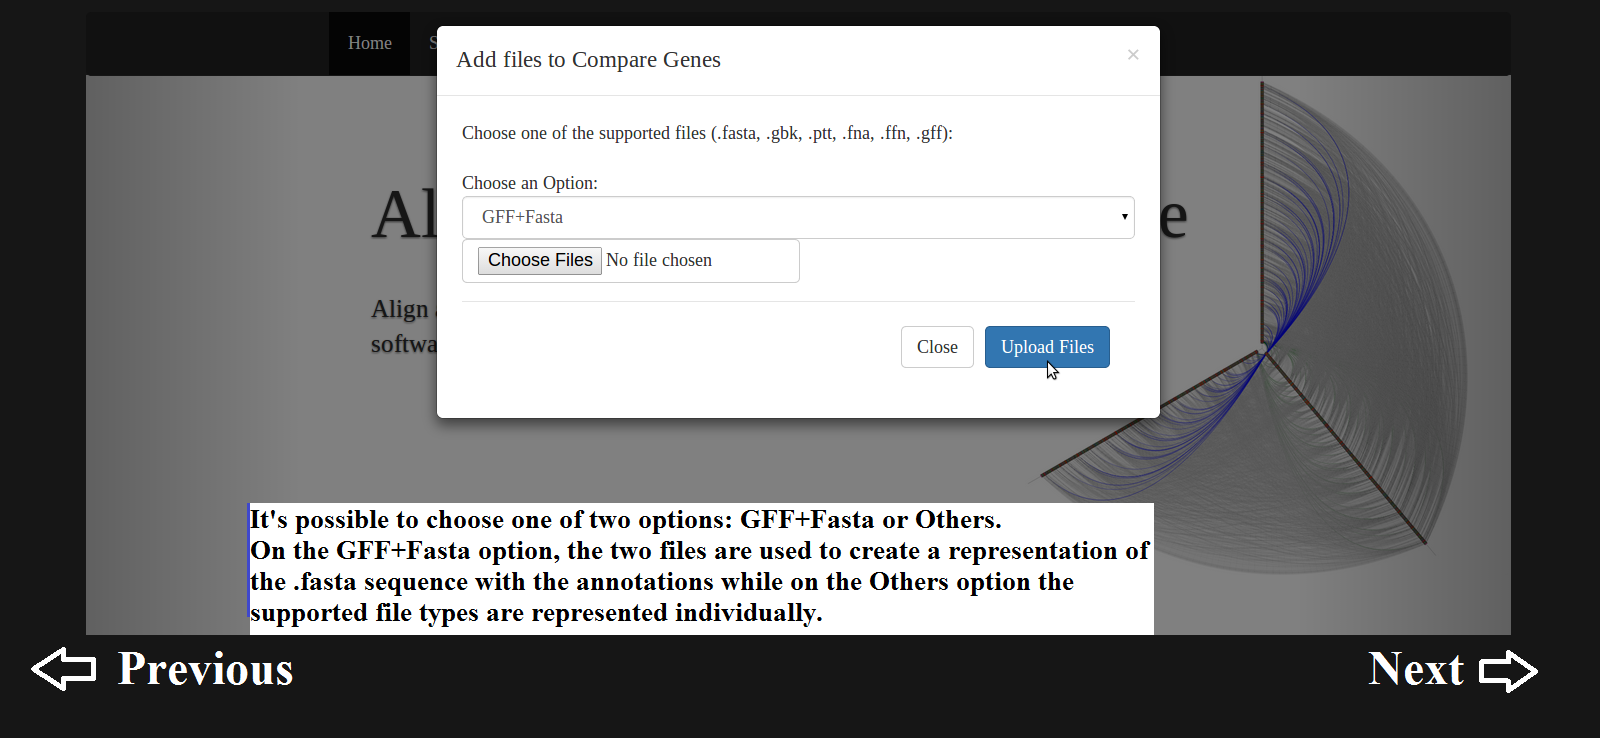 Home
Add files to Compare Genes
×
Choose one of the supported files (.fasta, .gbk, .ptt, .fna, .ffn, .gff):
Choose an Option:
GFF+Fasta
Choose Files No file chosen
Align
Close Upload Files
It's possible to choose one of two options: GFF+Fasta or Others.
On the GFF+Fasta option, the two files are used to create a representation of
the .fasta sequence with the annotations while on the Others option the
supported file types are represented individually.
Previous
Next